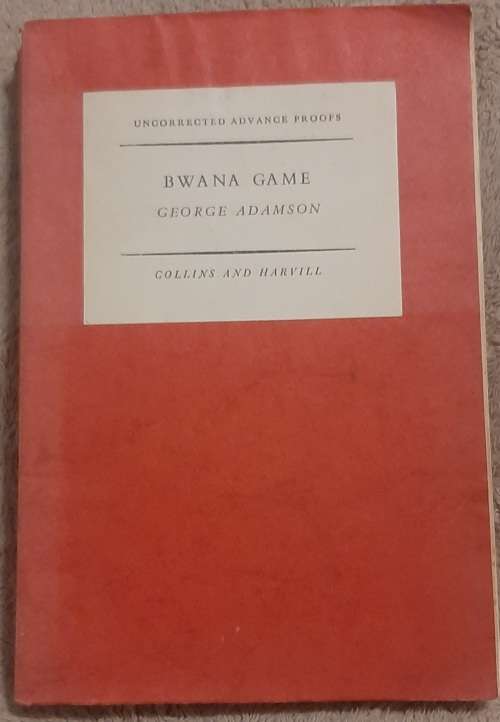 UNCORRECTED ADVANCE PROOFS
BWANA GAME
GEORGE ADAMSON
COLLINS AND HARVILL